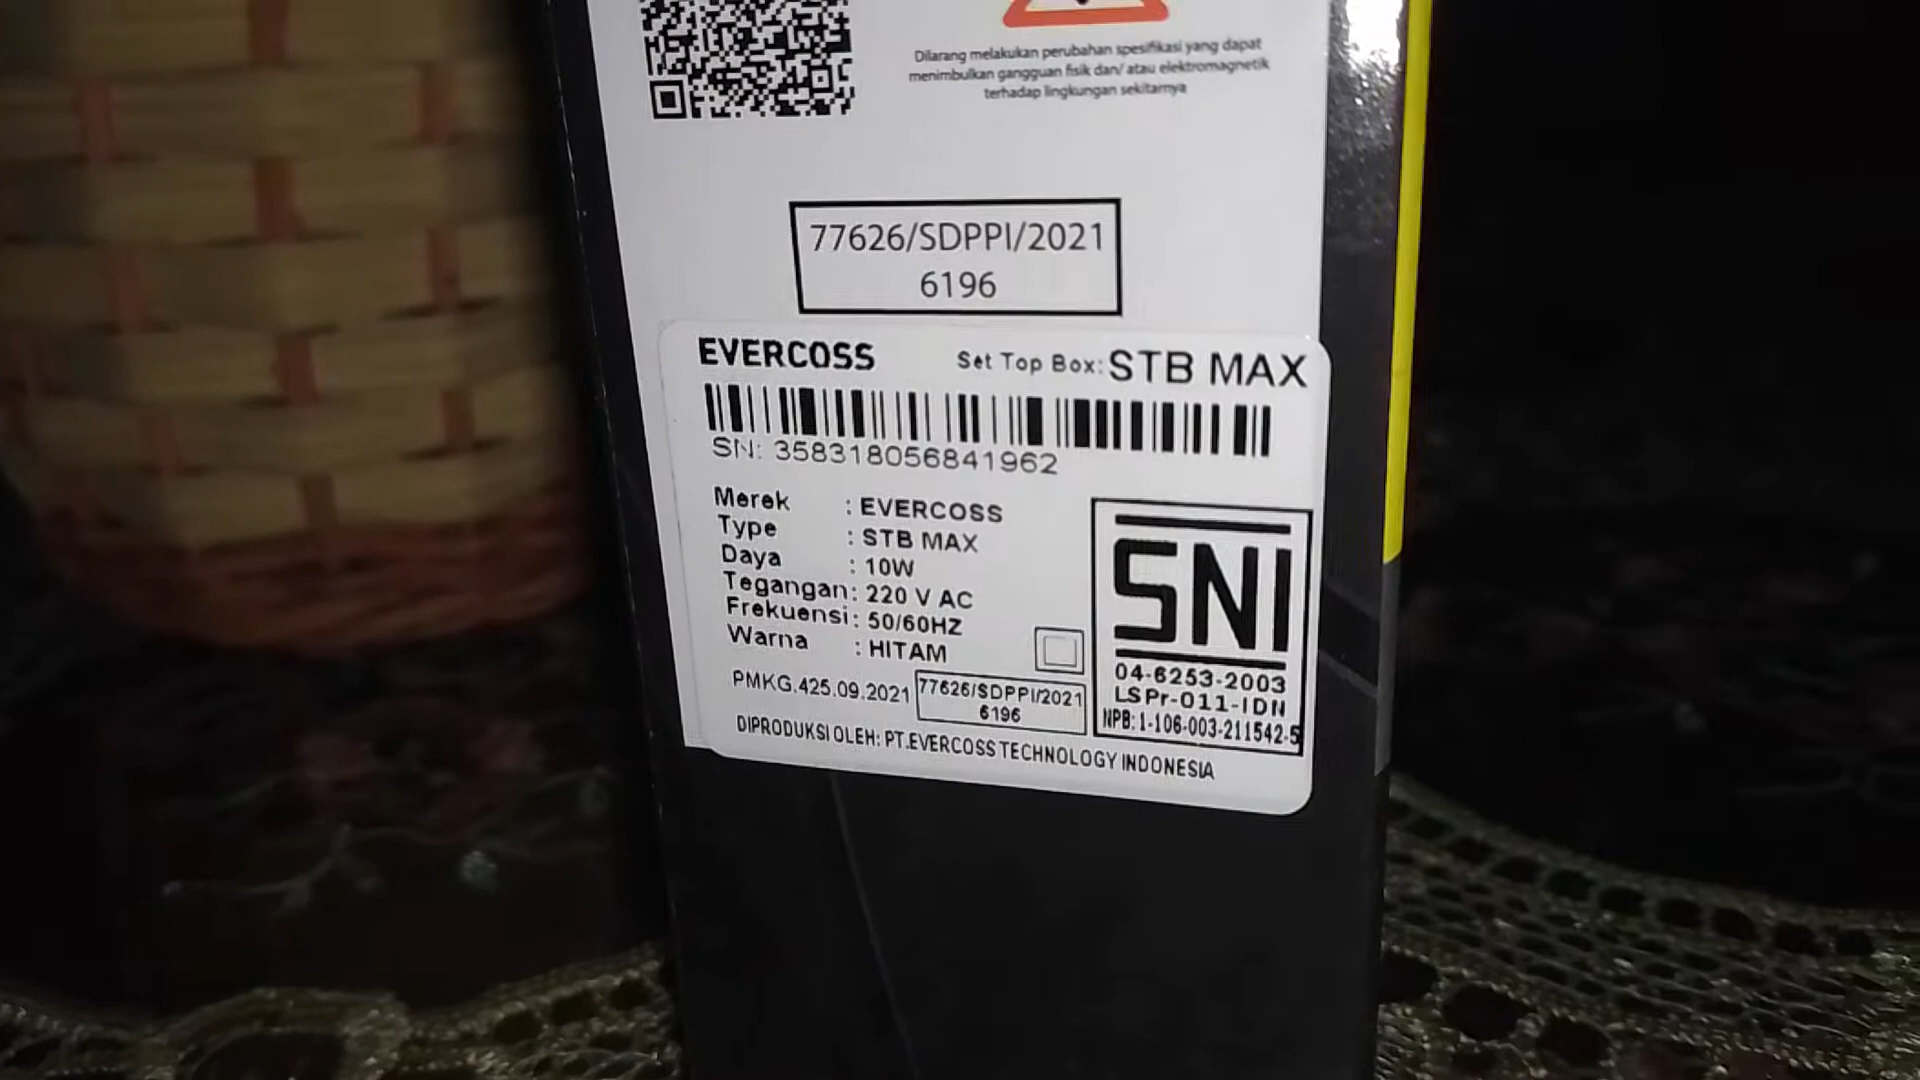 Dilarang melakukan perubahan spesifikasi yang dapat
menimbulkan gangguan fisik dan/ atau elektromagnetik
terhadap lingkungan sekitarnya
77626/SDPPI/2021
6196
EVERCOSS Set Top Box: STB MAX
SN: 358318056841962
Merek : EVERCOSS
Type : STB MAX
Daya : 10W
Tegangan : 220 V AC
Frekuensi : 50/60HZ
Warna : HITAM
SNI
04-6253-2003
LSPr-011-IDN
NPB: 1-106-003-211542-5
PMKG.425.09.2021
77626/SDPPI/2021
6196
DIPRODUKSI OLEH: PT.EVERCOSS TECHNOLOGY INDONESIA